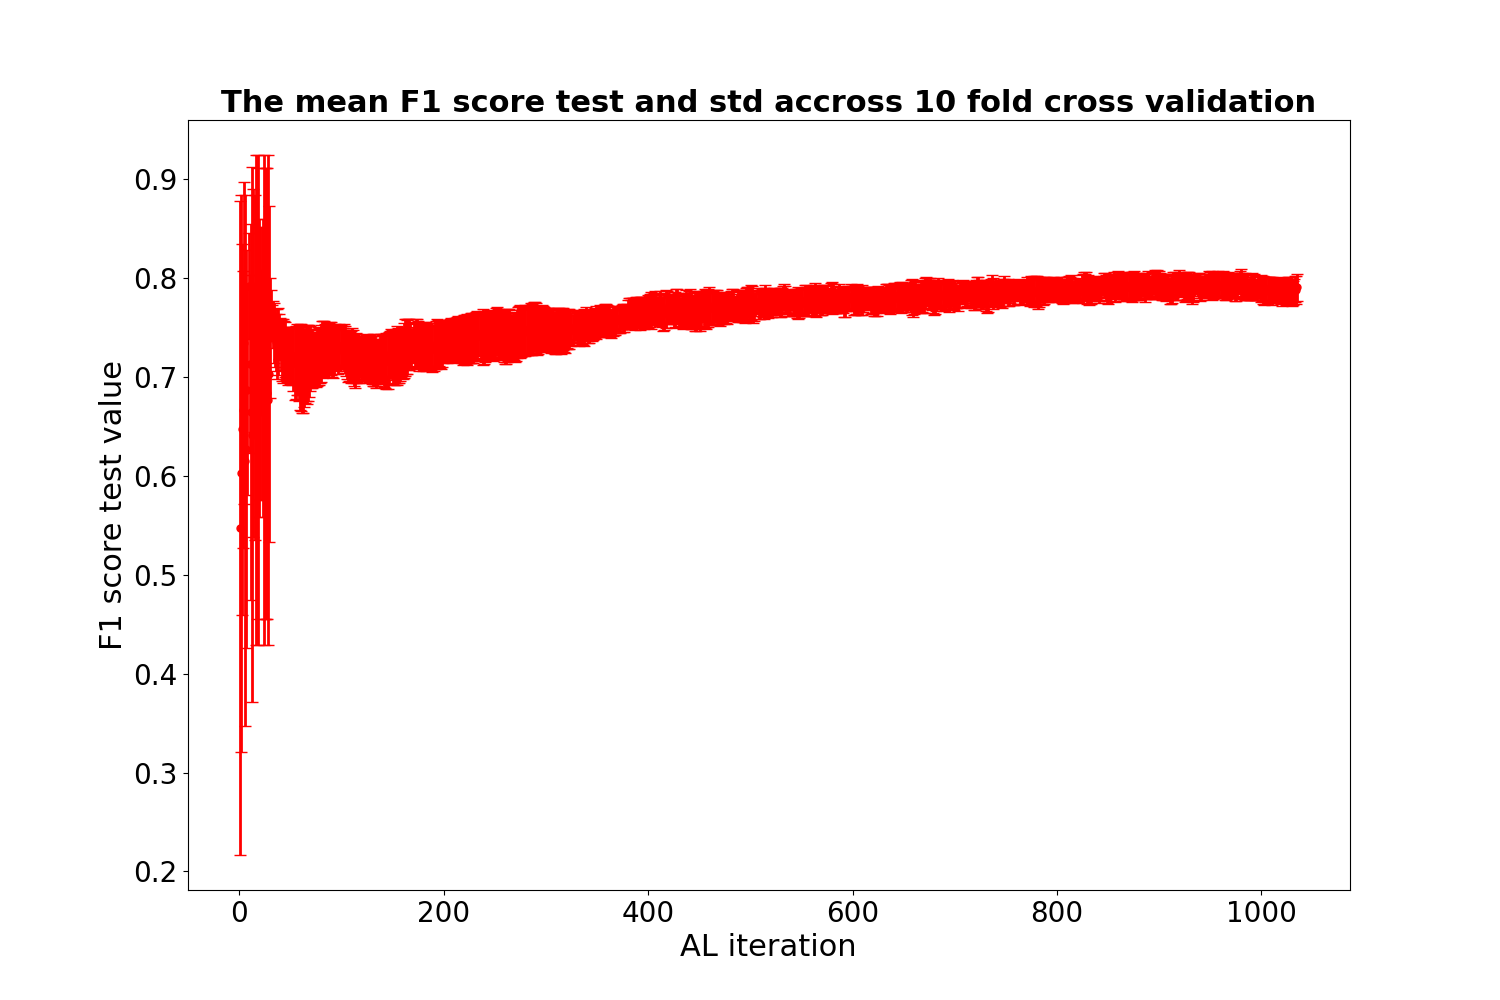 The mean F1 score test and std accross 10 fold cross validation
0.9
0.8
0.7
0.6
0.5
0.4
0.3
0.2
F1 score test value
0 200 400 600 800 1000
AL iteration